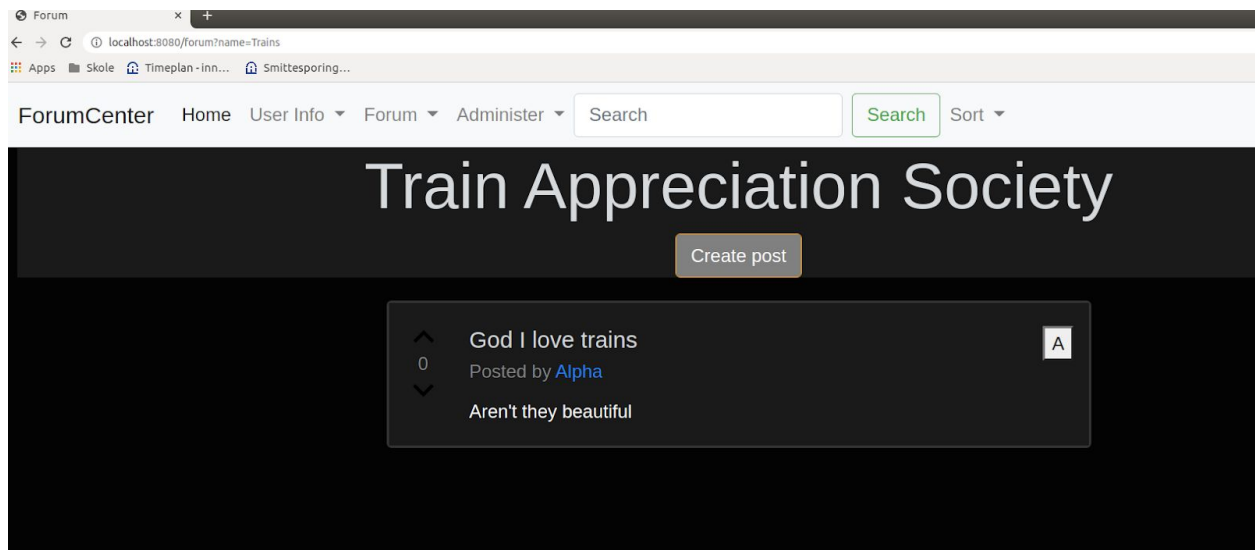 Forum × +
localhost:8080/forum?name=Trains
Apps Skole Timeplan - inn... Smittesporing...
ForumCenter Home User Info Forum Administer Search Search Sort
Train Appreciation Society
Create post
God I love trains A
0 Posted by Alpha
Aren't they beautiful